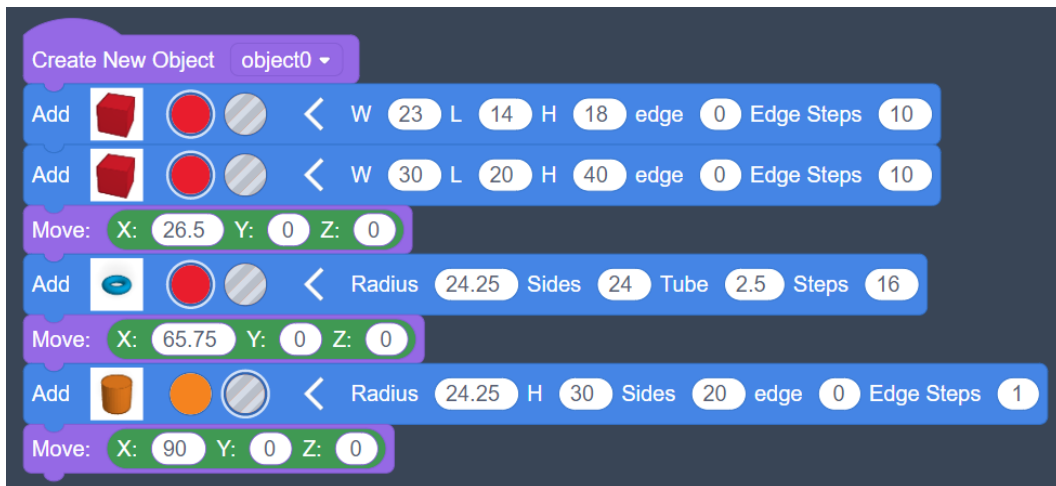 Create New Object object0
Add W 23 L 14 H 18 edge 0 Edge Steps 10
Add W 30 L 20 H 40 edge 0 Edge Steps 10
Move: X: 26.5 Y: 0 Z: 0
Add Radius 24.25 Sides 24 Tube 2.5 Steps 16
Move: X: 65.75 Y: 0 Z: 0
Add Radius 24.25 H 30 Sides 20 edge 0 Edge Steps 1
Move: X: 90 Y: 0 Z: 0